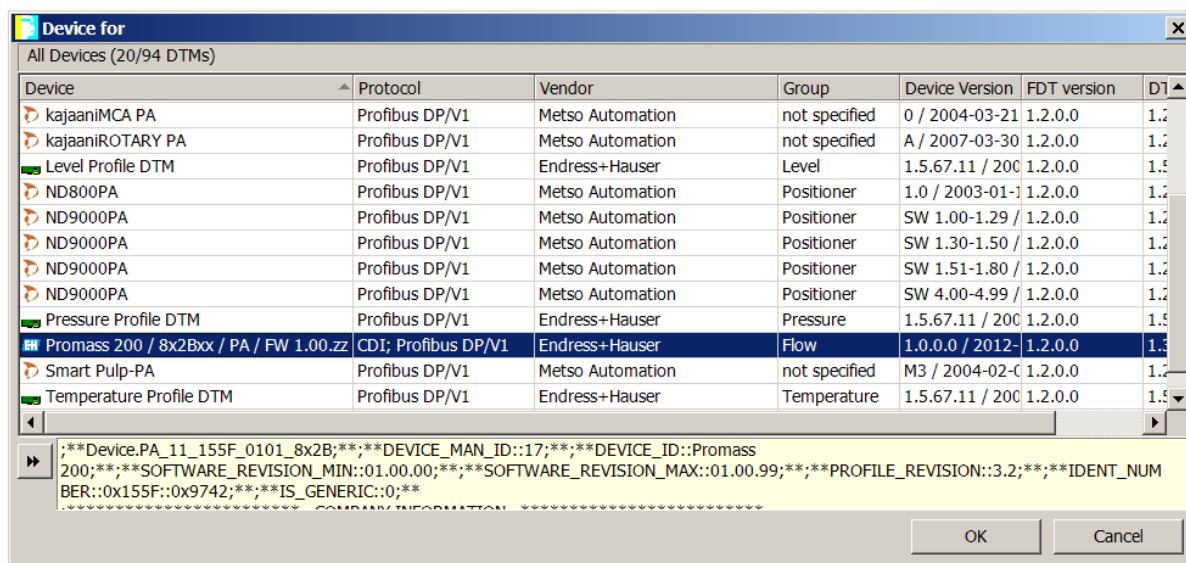 Device for
All Devices (20/94 DTMs)
Device Protocol Vendor Group Device Version FDT version
kajaaniMCA PA Profibus DP/V1 Metso Automation not specified 0 / 2004-03-21 1.2.0.0
kajaaniROTARY PA Profibus DP/V1 Metso Automation not specified A / 2007-03-30 1.2.0.0
Level Profile DTM Profibus DP/V1 Endress+Hauser Level 1.5.67.11 / 200 1.2.0.0
ND800PA Profibus DP/V1 Metso Automation Positioner 1.0 / 2003-01-1 1.2.0.0
ND9000PA Profibus DP/V1 Metso Automation Positioner SW 1.00-1.29 / 1.2.0.0
ND9000PA Profibus DP/V1 Metso Automation Positioner SW 1.30-1.50 / 1.2.0.0
ND9000PA Profibus DP/V1 Metso Automation Positioner SW 1.51-1.80 / 1.2.0.0
ND9000PA Profibus DP/V1 Metso Automation Positioner SW 4.00-4.99 / 1.2.0.0
Pressure Profile DTM Profibus DP/V1 Endress+Hauser Pressure 1.5.67.11 / 200 1.2.0.0
EH Promass 200 / 8x2Bxx / PA / FW 1.00.zz CDI; Profibus DP/V1 Endress+Hauser Flow 1.0.0.0 / 2012- 1.2.0.0
Smart Pulp-PA Profibus DP/V1 Metso Automation not specified M3 / 2004-02- 1.2.0.0
Temperature Profile DTM Profibus DP/V1 Endress+Hauser Temperature 1.5.67.11 / 200 1.2.0.0
;**Device.PA_11_155F_0101_8x2B;**;**DEVICE_MAN_ID::17;**;**DEVICE_ID::Promass
200;**;**SOFTWARE_REVISION_MIN::01.00.00;**;**SOFTWARE_REVISION_MAX::01.00.99;**;**PROFILE_REVISION::3.2;**;**IDENT_NUM
BER::0x155F::0x9742;**;**IS_GENERIC::0;**
COMPANY INFORMATION
OK Cancel